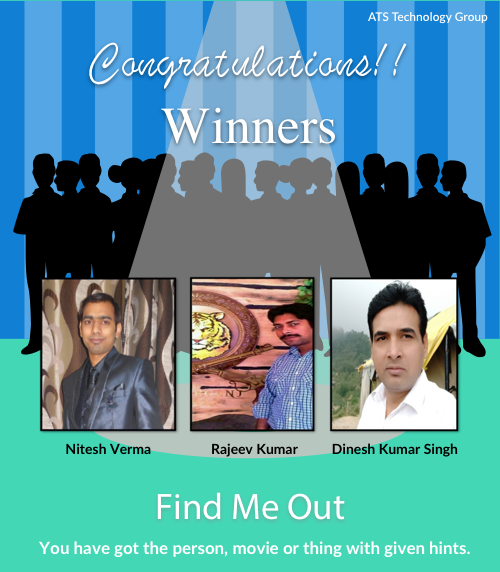 ATS Technology Group
Congratulations!!
Winners
Nitesh Verma
Rajeev Kumar
Dinesh Kumar Singh
Find Me Out
You have got the person, movie or thing with given hints.